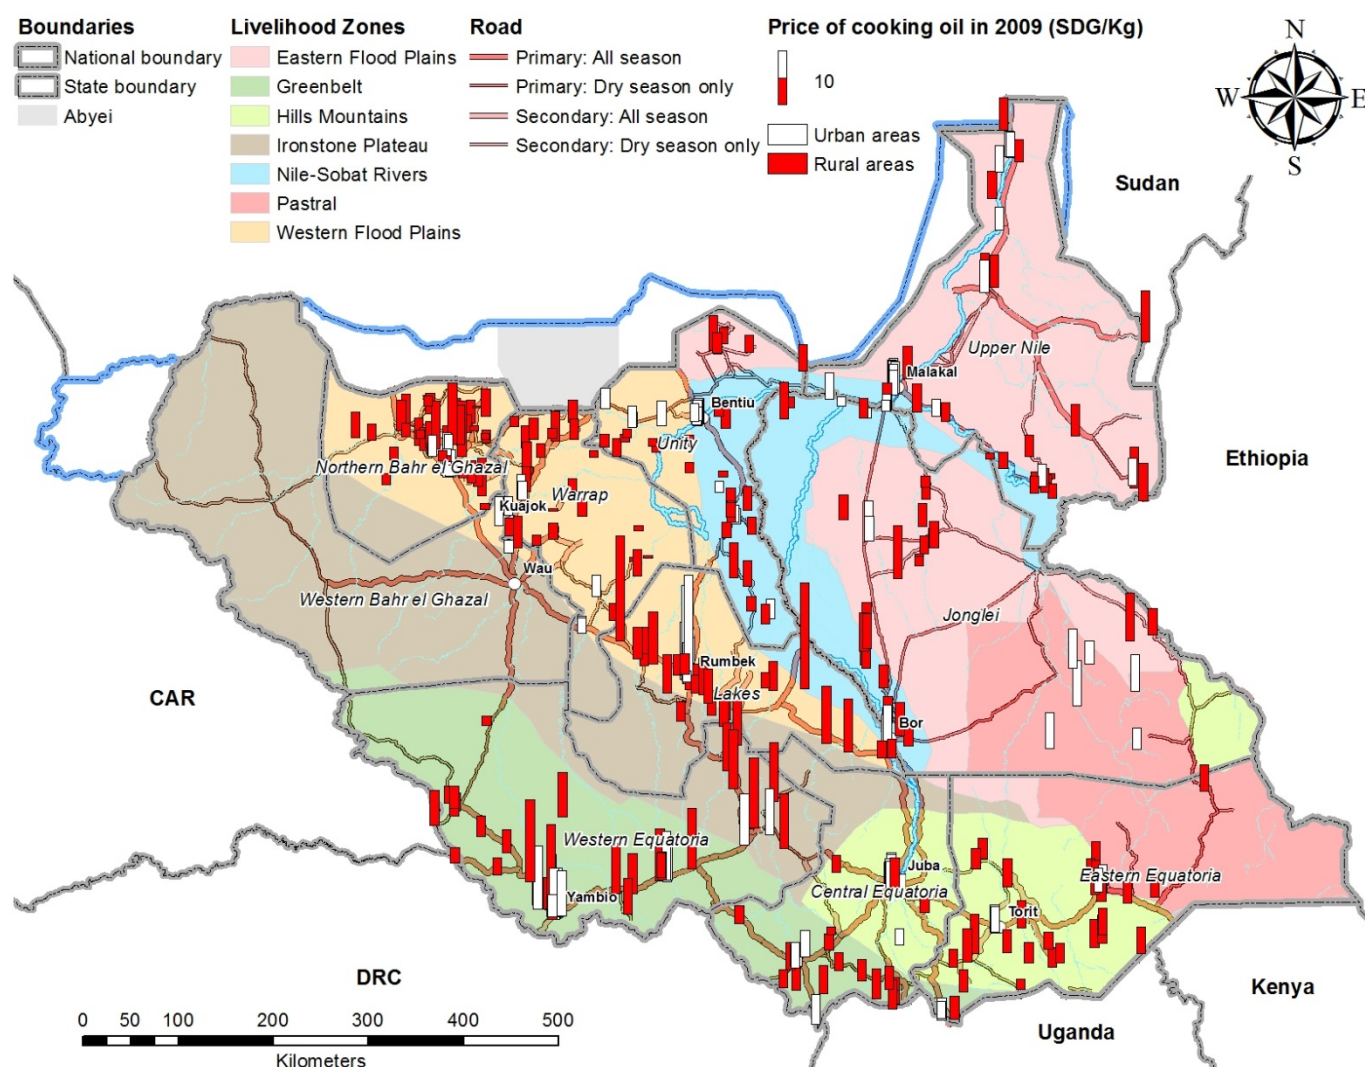 Boundaries
National boundary
State boundary
Abyei
Livelihood Zones
Eastern Flood Plains
Greenbelt
Hills Mountains
Ironstone Plateau
Nile-Sobat Rivers
Pastral
Western Flood Plains
Road
Primary: All season
Primary: Dry season only
Secondary: All season
Secondary: Dry season only
Price of cooking oil in 2009 (SDG/Kg)
10
Urban areas
Rural areas
N
W E
S
Sudan
Upper Nile
Malakal
Bentiu
Unity
Ethiopia
Northern Bahr el Ghazal
Warrap
Kuajok
Wau
Western Bahr el Ghazal
Jonglei
Rumbek
Lakes
CAR
Bor
Western Equatoria
Yambio
Juba
Central Equatoria
Eastern Equatoria
Torit
DRC
Kenya
Uganda
0 50 100 200 300 400 500
Kilometers